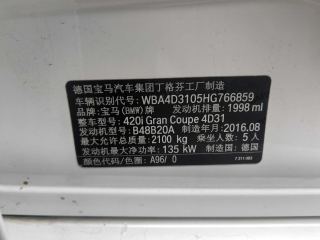 德国宝马汽车集团丁格芬工厂制造
车辆识别代号: WBA4D3105HG766859
品牌: 宝马(BMW)牌 发动机排量: 1998 ml
整车型号: 420i Gran Coupe 4D31
发动机型号: B48B20A 制造年月: 2016.08
最大允许总质量: 2100 kg 乘坐人数: 5 人
发动机最大净功率: 135 kW 制造国: 德国
颜色代码/色标: A96/ 0